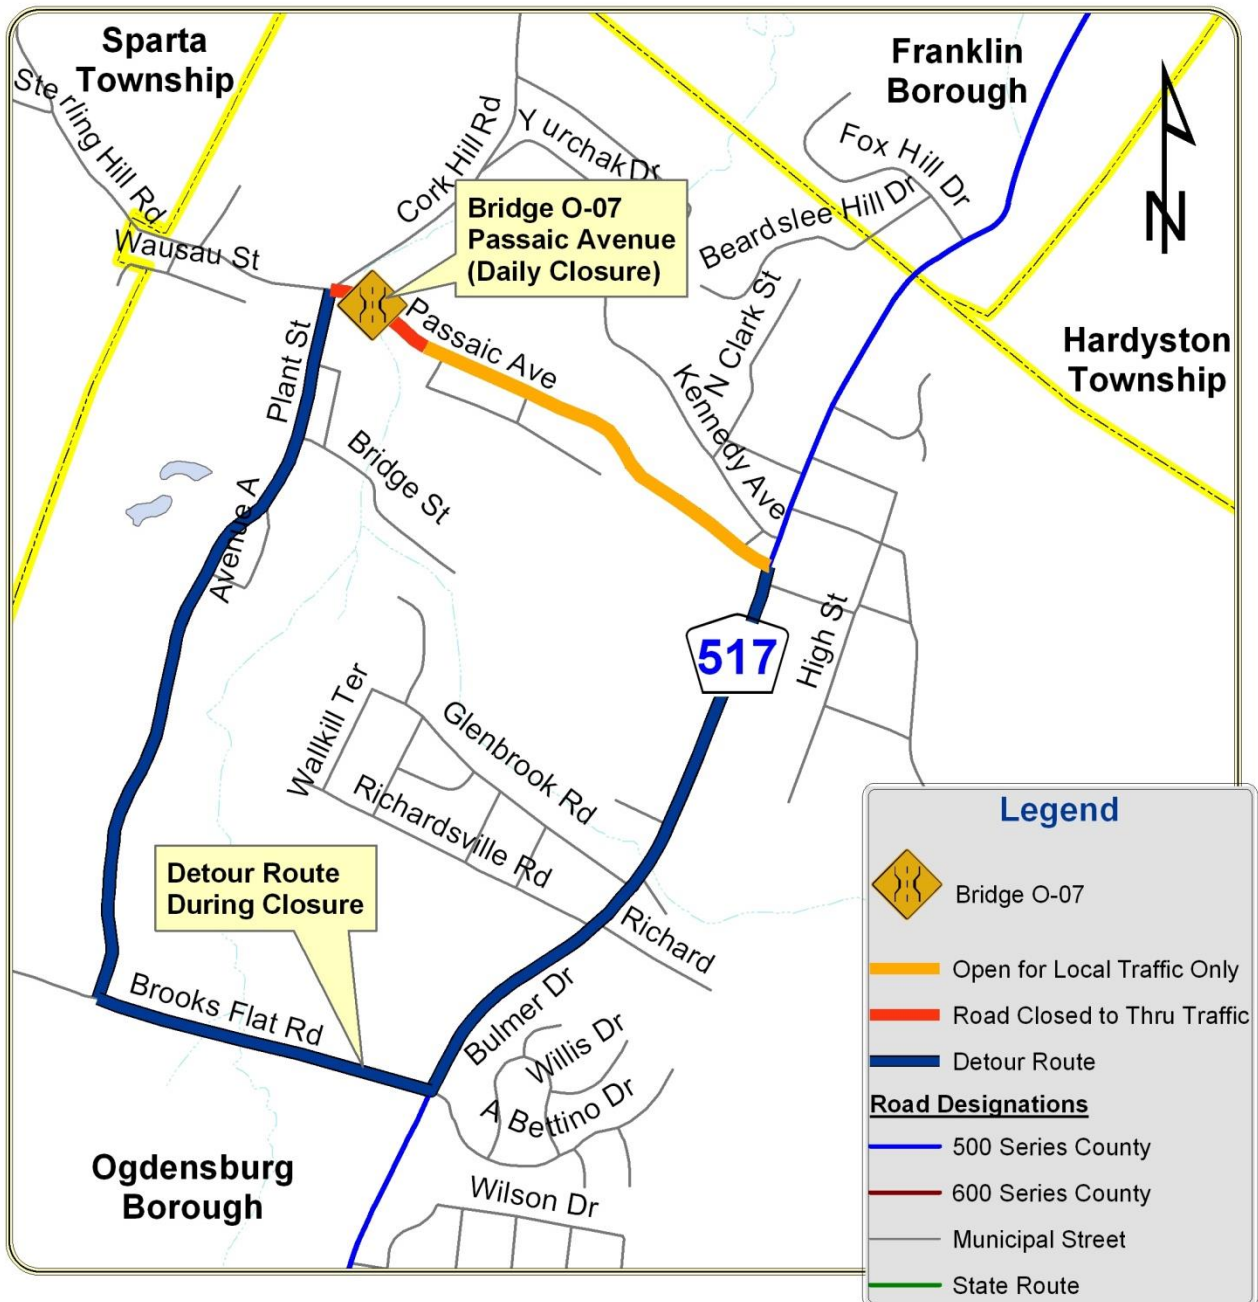 Sparta
Township
Franklin
Borough
Sterling Hill Rd
Cork Hill Rd
Yurchak Dr
Fox Hill Dr
Beardslee Hill Dr
N
Wausau St
Bridge O-07
Passaic Avenue
(Daily Closure)
Plant St
Passaic Ave
N Clark St
Kennedy Ave
Hardyston
Township
Bridge St
Avenue A
High St
517
Wallkill Ter
Glenbrook Rd
Richardsville Rd
Richard
Detour Route
During Closure
Brooks Flat Rd
Bulmer Dr
Willis Dr
A Bettino Dr
Wilson Dr
Ogdensburg
Borough
Legend
Bridge O-07
Open for Local Traffic Only
Road Closed to Thru Traffic
Detour Route
Road Designations
500 Series County
600 Series County
Municipal Street
State Route